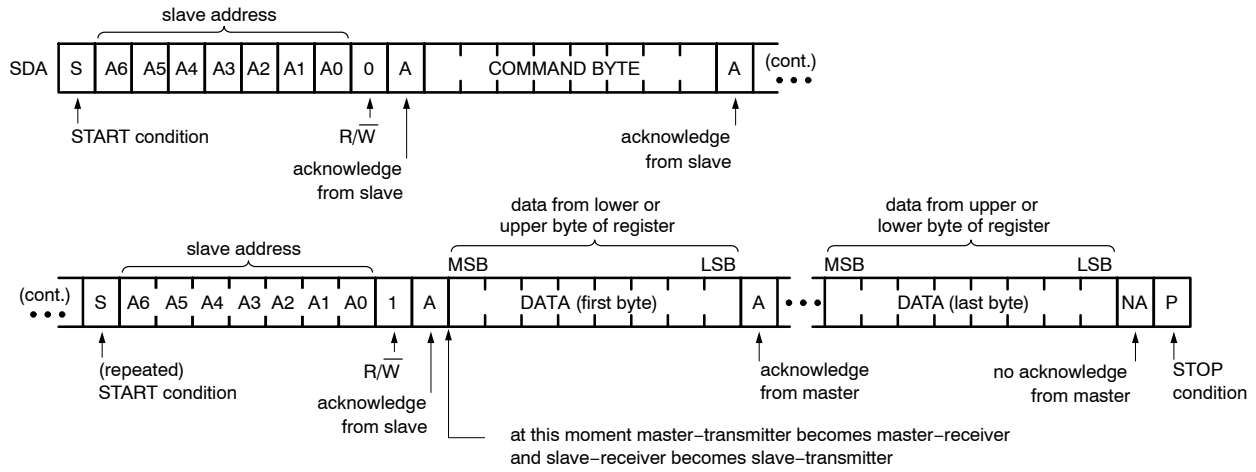 slave address
SDA S A6 A5 A4 A3 A2 A1 A0 0 A COMMAND BYTE A (cont.)
START condition R/W̅ acknowledge
from slave
acknowledge
from slave
data from lower or
upper byte of register
data from upper or
lower byte of register
slave address
MSB LSB MSB LSB
(cont.) S A6 A5 A4 A3 A2 A1 A0 1 A DATA (first byte) A DATA (last byte) NA P
(repeated)
START condition
R/W̅
acknowledge
from slave
acknowledge
from master
no acknowledge
from master
STOP
condition
at this moment master−transmitter becomes master−receiver
and slave−receiver becomes slave−transmitter